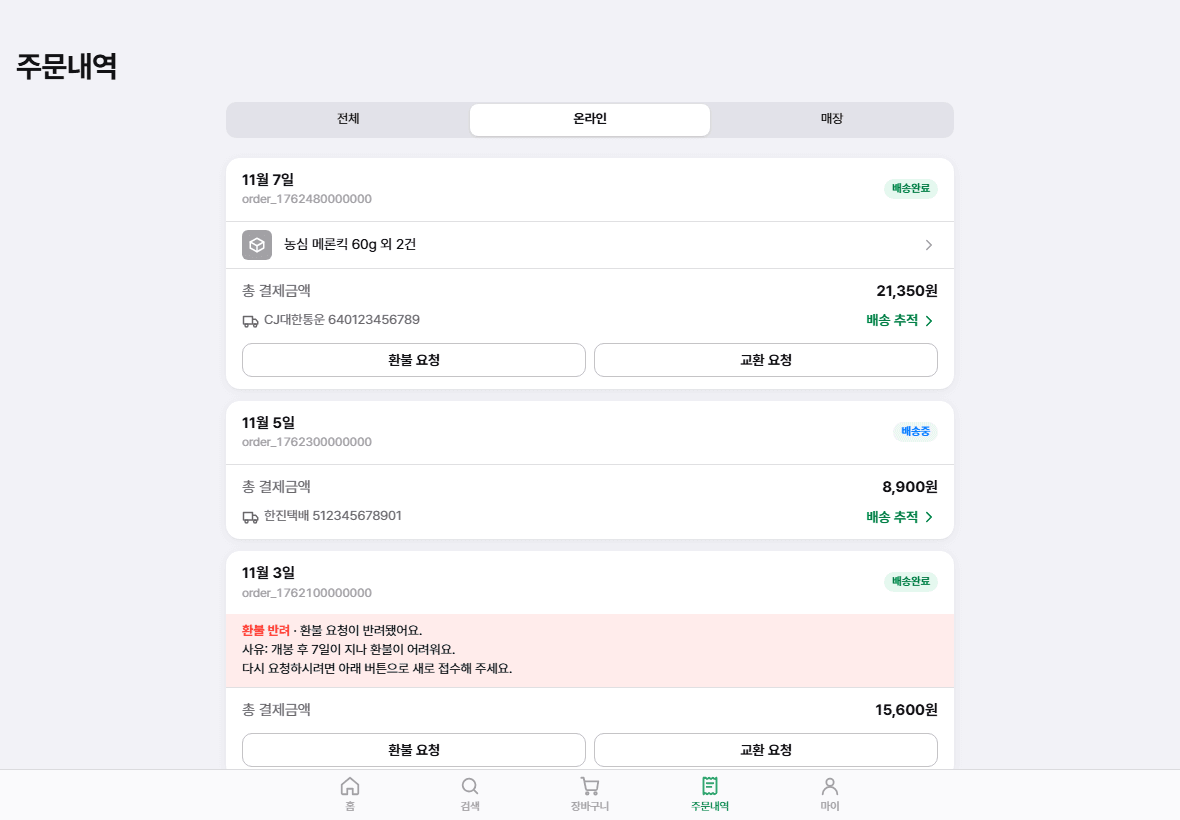 주문내역
전체
온라인
매장
11월 7일
order_1762480000000
배송완료
농심 메론킥 60g 외 2건
총 결제금액
21,350원
CJ대한통운 640123456789
배송 추적
환불 요청
교환 요청
11월 5일
order_1762300000000
배송중
총 결제금액
8,900원
한진택배 512345678901
배송 추적
11월 3일
order_1762100000000
배송완료
환불 반려 · 환불 요청이 반려됐어요.
사유: 개봉 후 7일이 지나 환불이 어려워요.
다시 요청하시려면 아래 버튼으로 새로 접수해 주세요.
총 결제금액
15,600원
환불 요청
교환 요청
홈
검색
장바구니
주문내역
마이